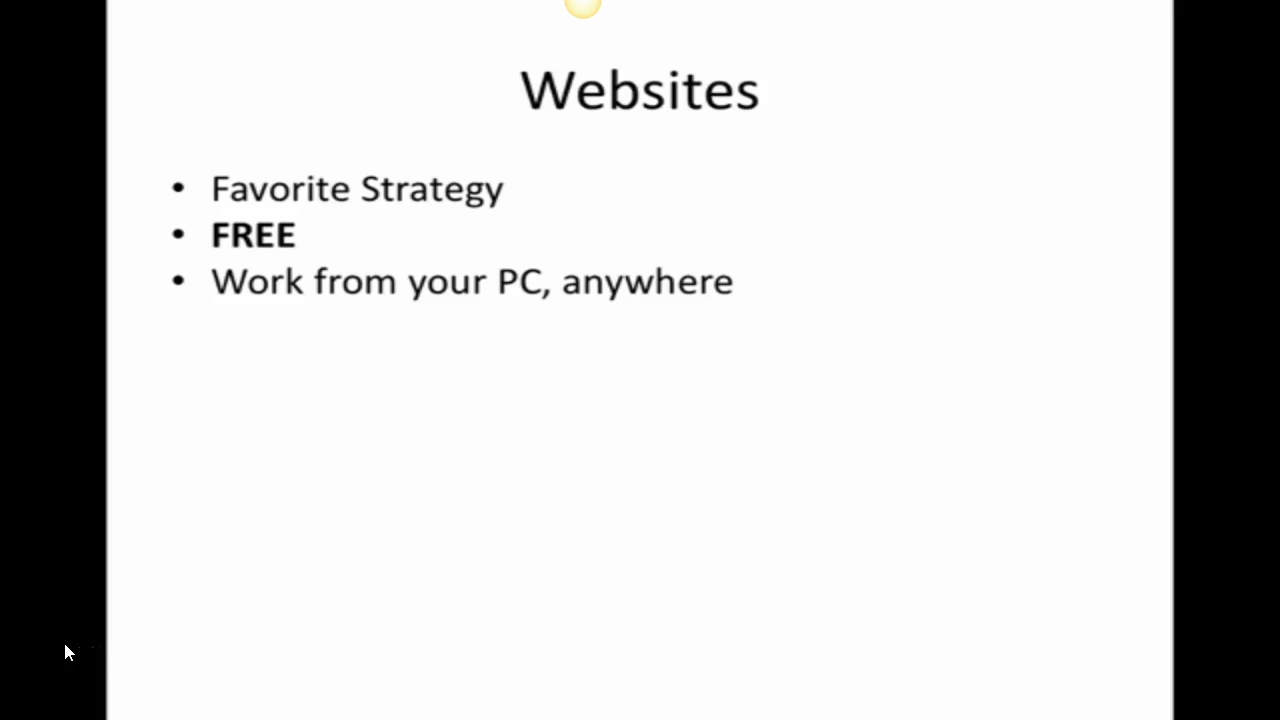 Websites
• Favorite Strategy
• FREE
• Work from your PC, anywhere